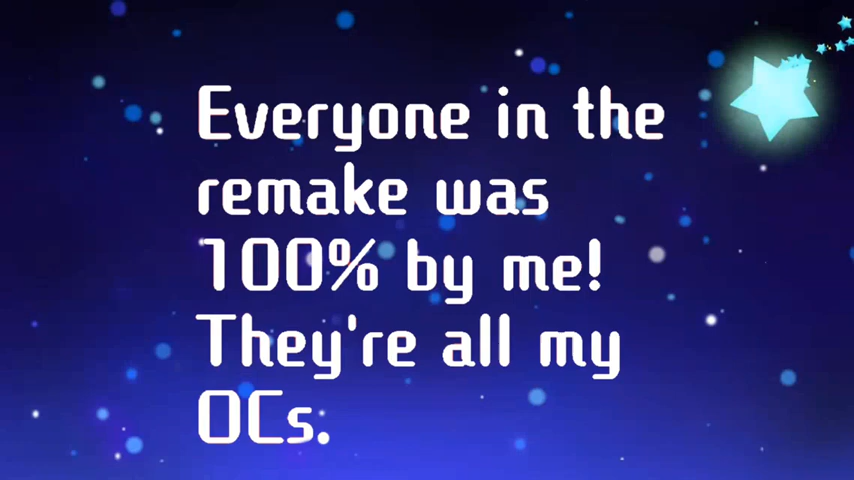 Everyone in the
remake was
100% by me!
They're all my
OCs.